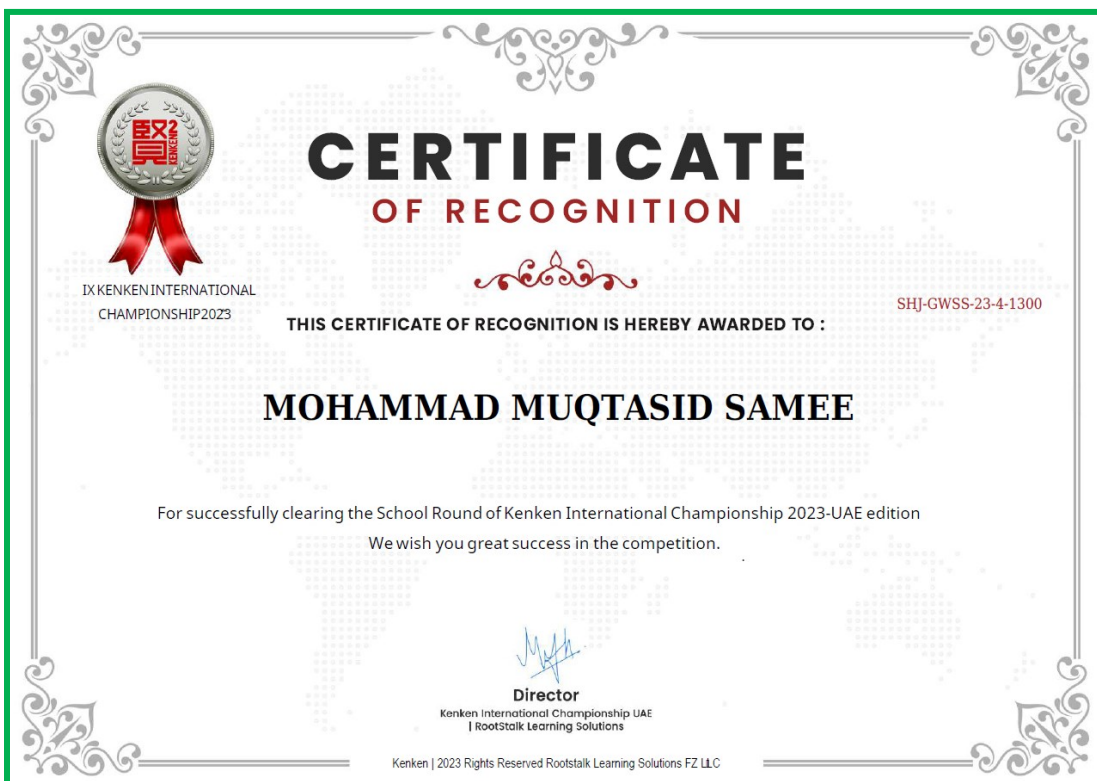 賢
KENKEN2
CERTIFICATE
OF RECOGNITION
IX KENKEN INTERNATIONAL
CHAMPIONSHIP2023
SHJ-GWSS-23-4-1300
THIS CERTIFICATE OF RECOGNITION IS HEREBY AWARDED TO :
MOHAMMAD MUQTASID SAMEE
For successfully clearing the School Round of Kenken International Championship 2023-UAE edition
We wish you great success in the competition.
Director
Kenken International Championship UAE
| RootStalk Learning Solutions
Kenken | 2023 Rights Reserved Rootstalk Learning Solutions FZ LLC